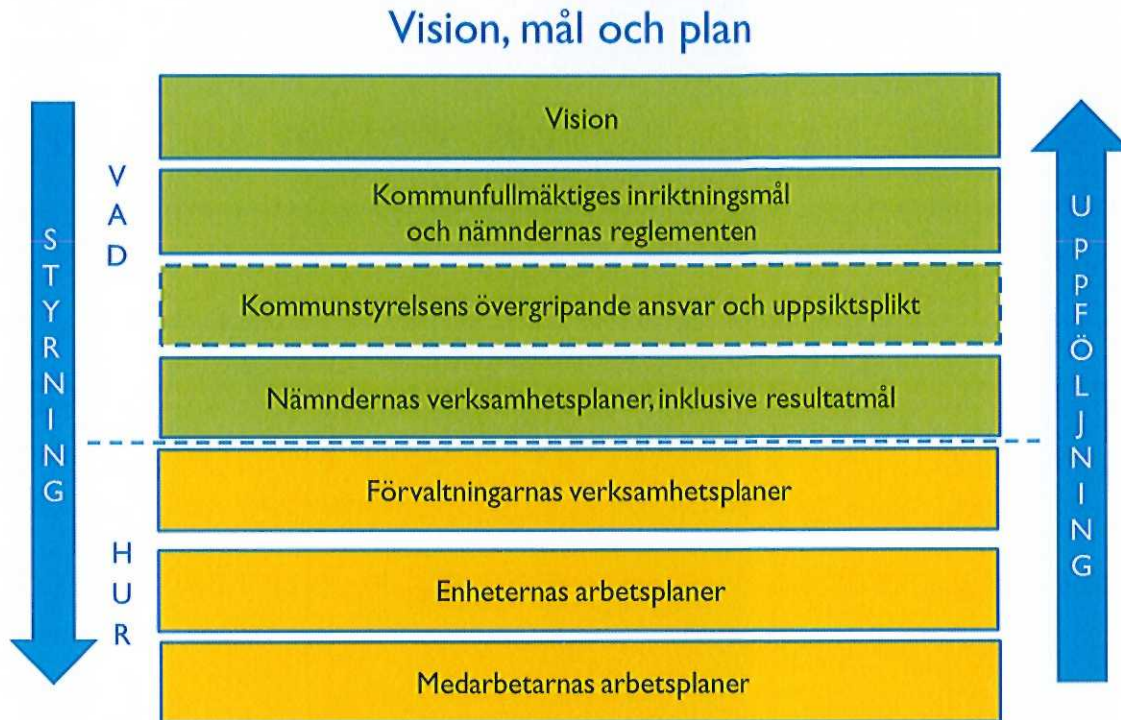 Vision, mål och plan
STYRNING
VAD
HUR
Vision
Kommunfullmäktiges inriktningsmål
och nämndernas reglementen
Kommunstyrelsens övergripande ansvar och uppsiktsplikt
Nämndernas verksamhetsplaner, inklusive resultatmål
Förvaltningarnas verksamhetsplaner
Enheternas arbetsplaner
Medarbetarnas arbetsplaner
UPPFÖLJNING